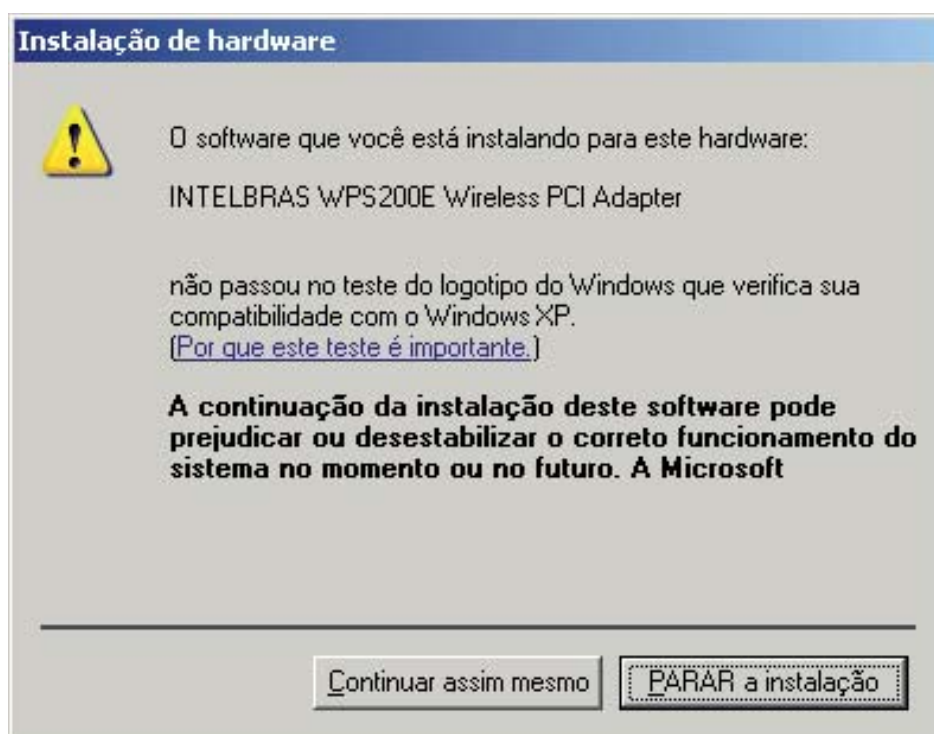 Instalação de hardware
O software que você está instalando para este hardware:
INTELBRAS WPS200E Wireless PCI Adapter
não passou no teste do logotipo do Windows que verifica sua
compatibilidade com o Windows XP.
(Por que este teste é importante.)
A continuação da instalação deste software pode
prejudicar ou desestabilizar o correto funcionamento do
sistema no momento ou no futuro. A Microsoft
Continuar assim mesmo
PARAR a instalação